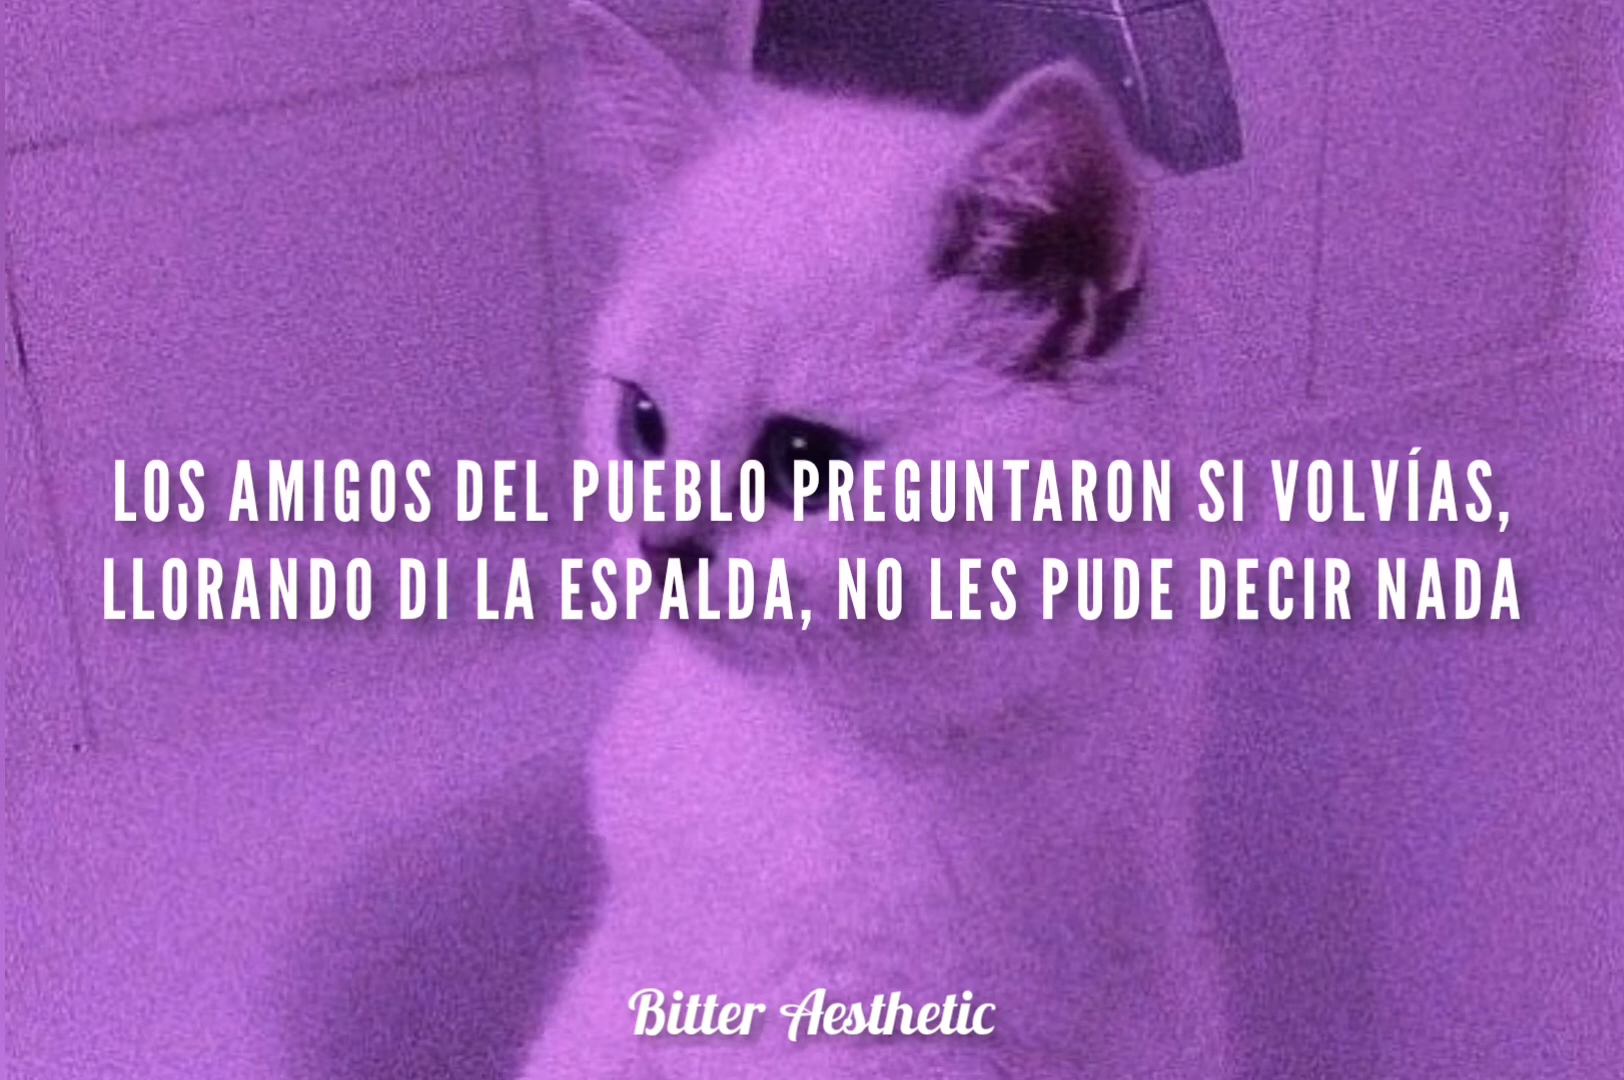 LOS AMIGOS DEL PUEBLO PREGUNTARON SI VOLVÍAS,
LLORANDO DI LA ESPALDA, NO LES PUDE DECIR NADA
Bitter Aesthetic